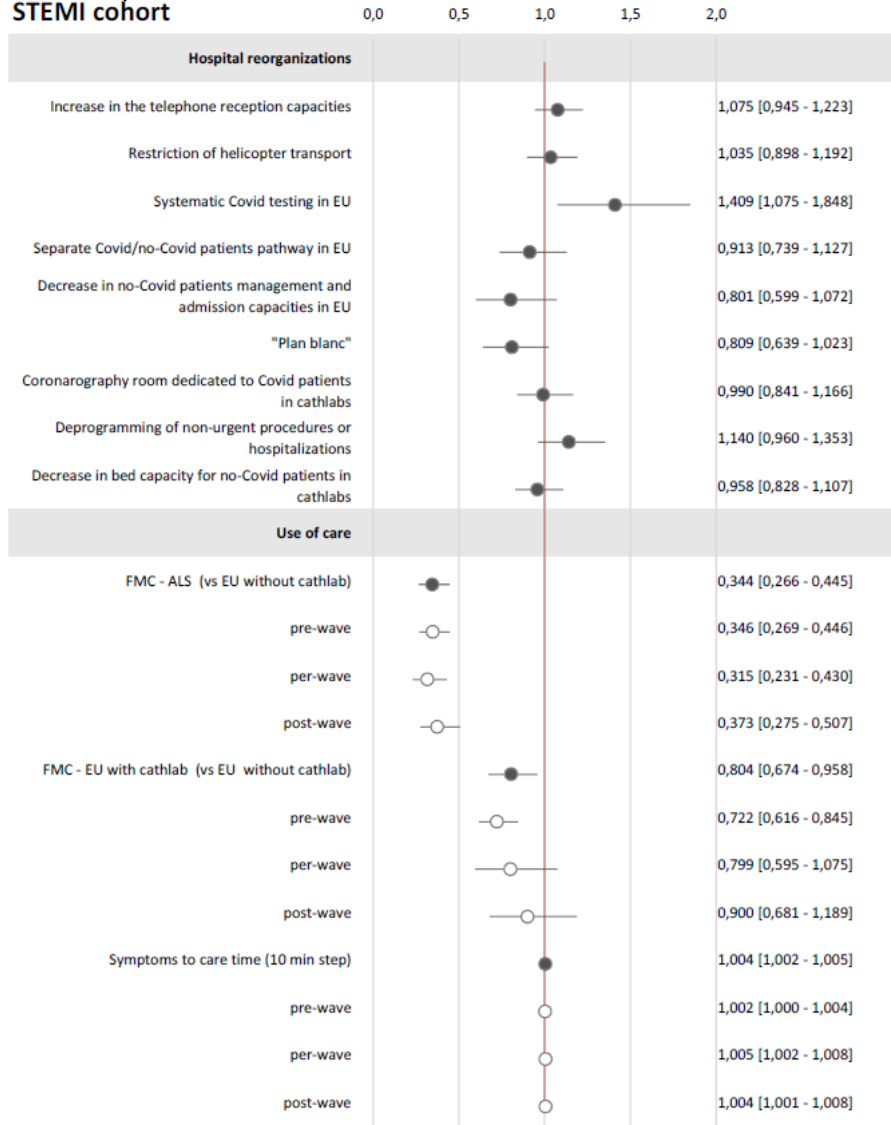 STEMI cohort
0,0 0,5 1,0 1,5 2,0
Hospital reorganizations
Increase in the telephone reception capacities 1,075 [0,945 - 1,223]
Restriction of helicopter transport 1,035 [0,898 - 1,192]
Systematic Covid testing in EU 1,409 [1,075 - 1,848]
Separate Covid/no-Covid patients pathway in EU 0,913 [0,739 - 1,127]
Decrease in no-Covid patients management and
admission capacities in EU 0,801 [0,599 - 1,072]
"Plan blanc" 0,809 [0,639 - 1,023]
Coronarography room dedicated to Covid patients
in cathlabs 0,990 [0,841 - 1,166]
Deprogramming of non-urgent procedures or
hospitalizations 1,140 [0,960 - 1,353]
Decrease in bed capacity for no-Covid patients in
cathlabs 0,958 [0,828 - 1,107]
Use of care
FMC - ALS (vs EU without cathlab) 0,344 [0,266 - 0,445]
pre-wave 0,346 [0,269 - 0,446]
per-wave 0,315 [0,231 - 0,430]
post-wave 0,373 [0,275 - 0,507]
FMC - EU with cathlab (vs EU without cathlab) 0,804 [0,674 - 0,958]
pre-wave 0,722 [0,616 - 0,845]
per-wave 0,799 [0,595 - 1,075]
post-wave 0,900 [0,681 - 1,189]
Symptoms to care time (10 min step) 1,004 [1,002 - 1,005]
pre-wave 1,002 [1,000 - 1,004]
per-wave 1,005 [1,002 - 1,008]
post-wave 1,004 [1,001 - 1,008]